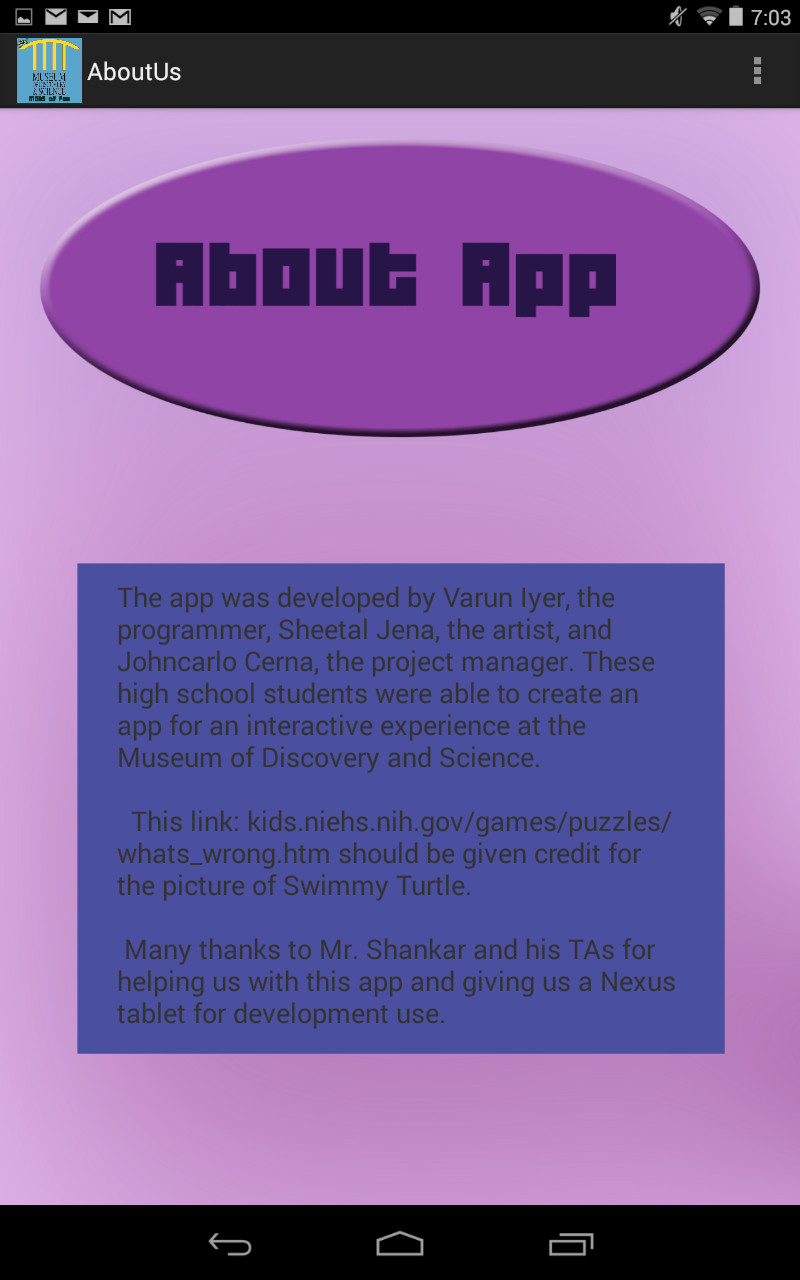 7:03
MUSEUM
& SCIENCE
AboutUs
About App
The app was developed by Varun Iyer, the
programmer, Sheetal Jena, the artist, and
Johncarlo Cerna, the project manager. These
high school students were able to create an
app for an interactive experience at the
Museum of Discovery and Science.
This link: kids.niehs.nih.gov/games/puzzles/
whats_wrong.htm should be given credit for
the picture of Swimmy Turtle.
Many thanks to Mr. Shankar and his TAs for
helping us with this app and giving us a Nexus
tablet for development use.